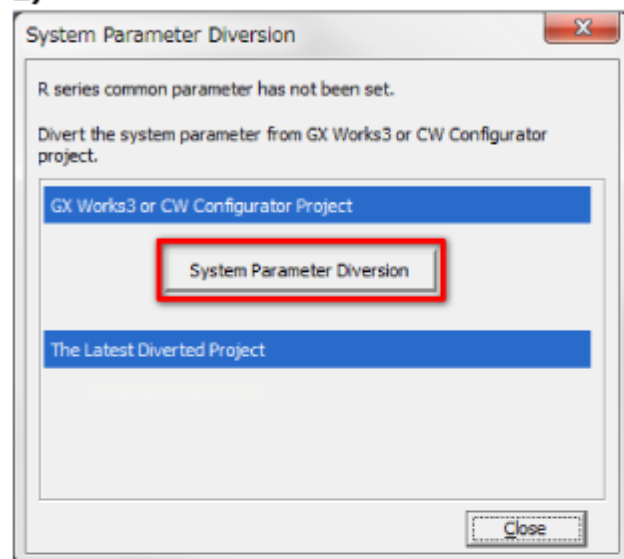 System Parameter Diversion
R series common parameter has not been set.
Divert the system parameter from GX Works3 or CW Configurator
project.
GX Works3 or CW Configurator Project
System Parameter Diversion
The Latest Diverted Project
Close